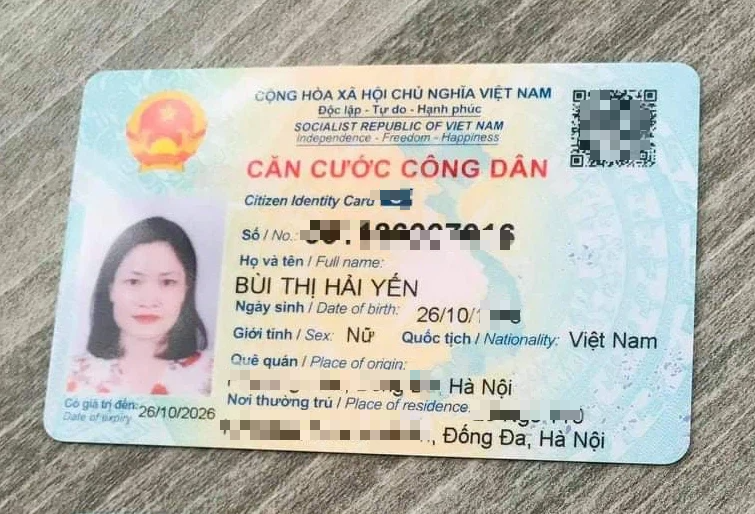 CỘNG HÒA XÃ HỘI CHỦ NGHĨA VIỆT NAM
Độc lập - Tự do - Hạnh phúc
SOCIALIST REPUBLIC OF VIET NAM
Independence - Freedom - Happiness
CĂN CƯỚC CÔNG DÂN
Citizen Identity Card
Số / No.:
Họ và tên / Full name:
BÙI THỊ HẢI YẾN
Ngày sinh / Date of birth: 26/10/
Giới tính / Sex: Nữ Quốc tịch / Nationality: Việt Nam
Quê quán / Place of origin:
, Hà Nội
Nơi thường trú / Place of residence:
, Đống Đa, Hà Nội
Có giá trị đến: 26/10/2026
Date of expiry